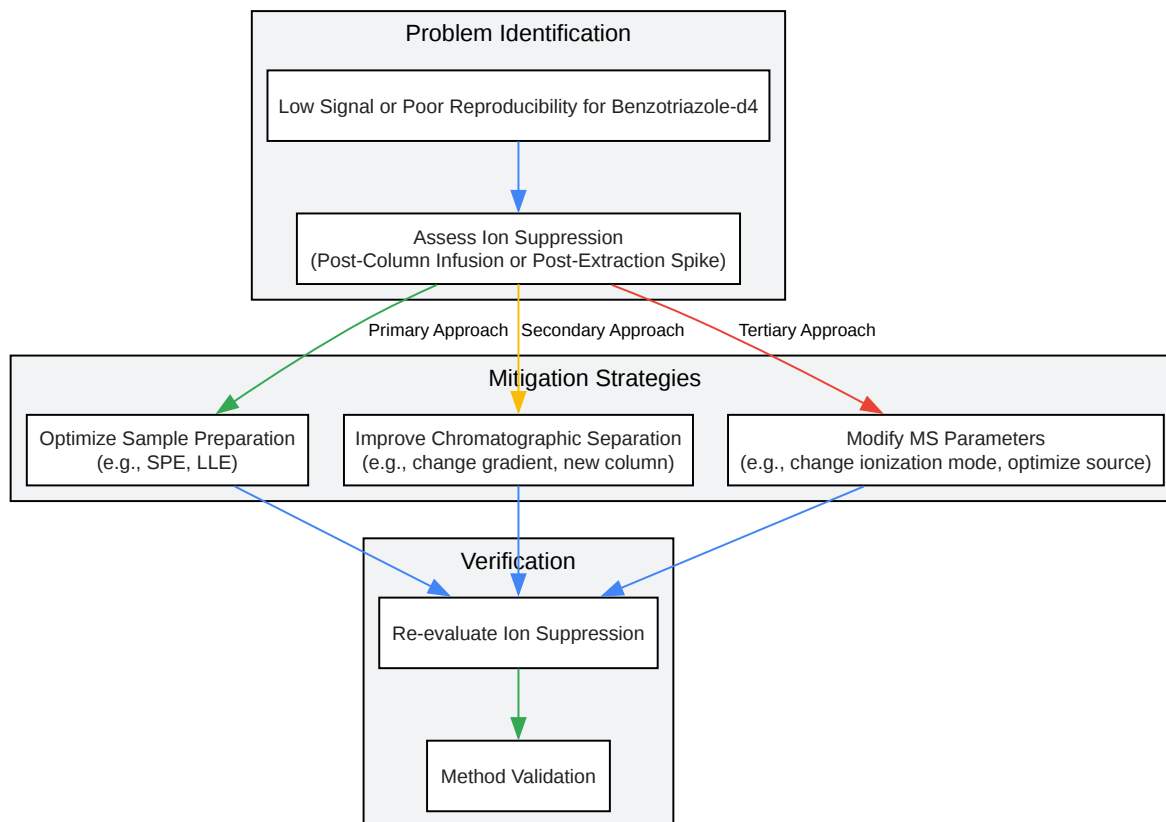 Problem Identification
Low Signal or Poor Reproducibility for Benzotriazole-d4
Assess Ion Suppression
(Post-Column Infusion or Post-Extraction Spike)
Primary Approach
Secondary Approach
Tertiary Approach
Mitigation Strategies
Optimize Sample Preparation
(e.g., SPE, LLE)
Improve Chromatographic Separation
(e.g., change gradient, new column)
Modify MS Parameters
(e.g., change ionization mode, optimize source)
Verification
Re-evaluate Ion Suppression
Method Validation